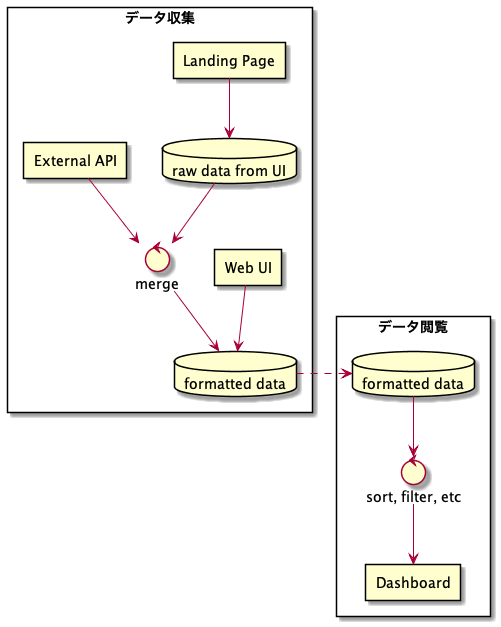 データ収集
Landing Page
External API
raw data from UI
merge
Web UI
formatted data
データ閲覧
formatted data
sort, filter, etc
Dashboard